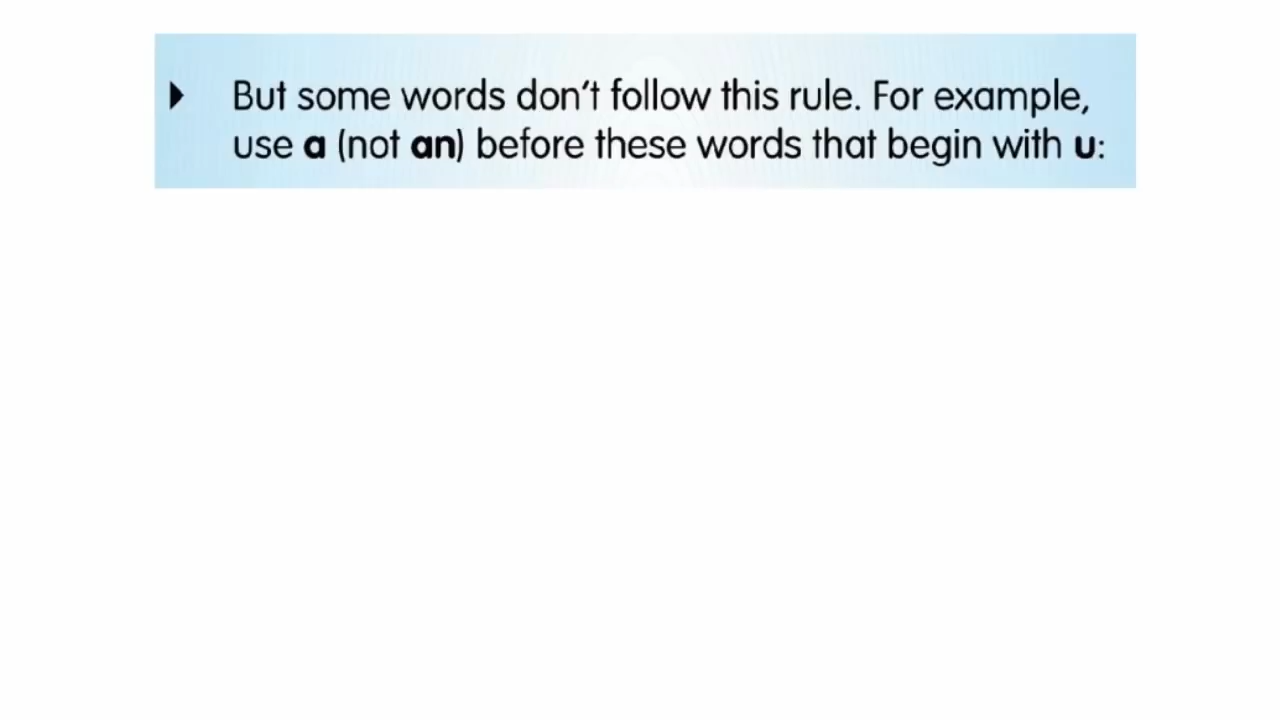 But some words don't follow this rule. For example,
use a (not an) before these words that begin with u: